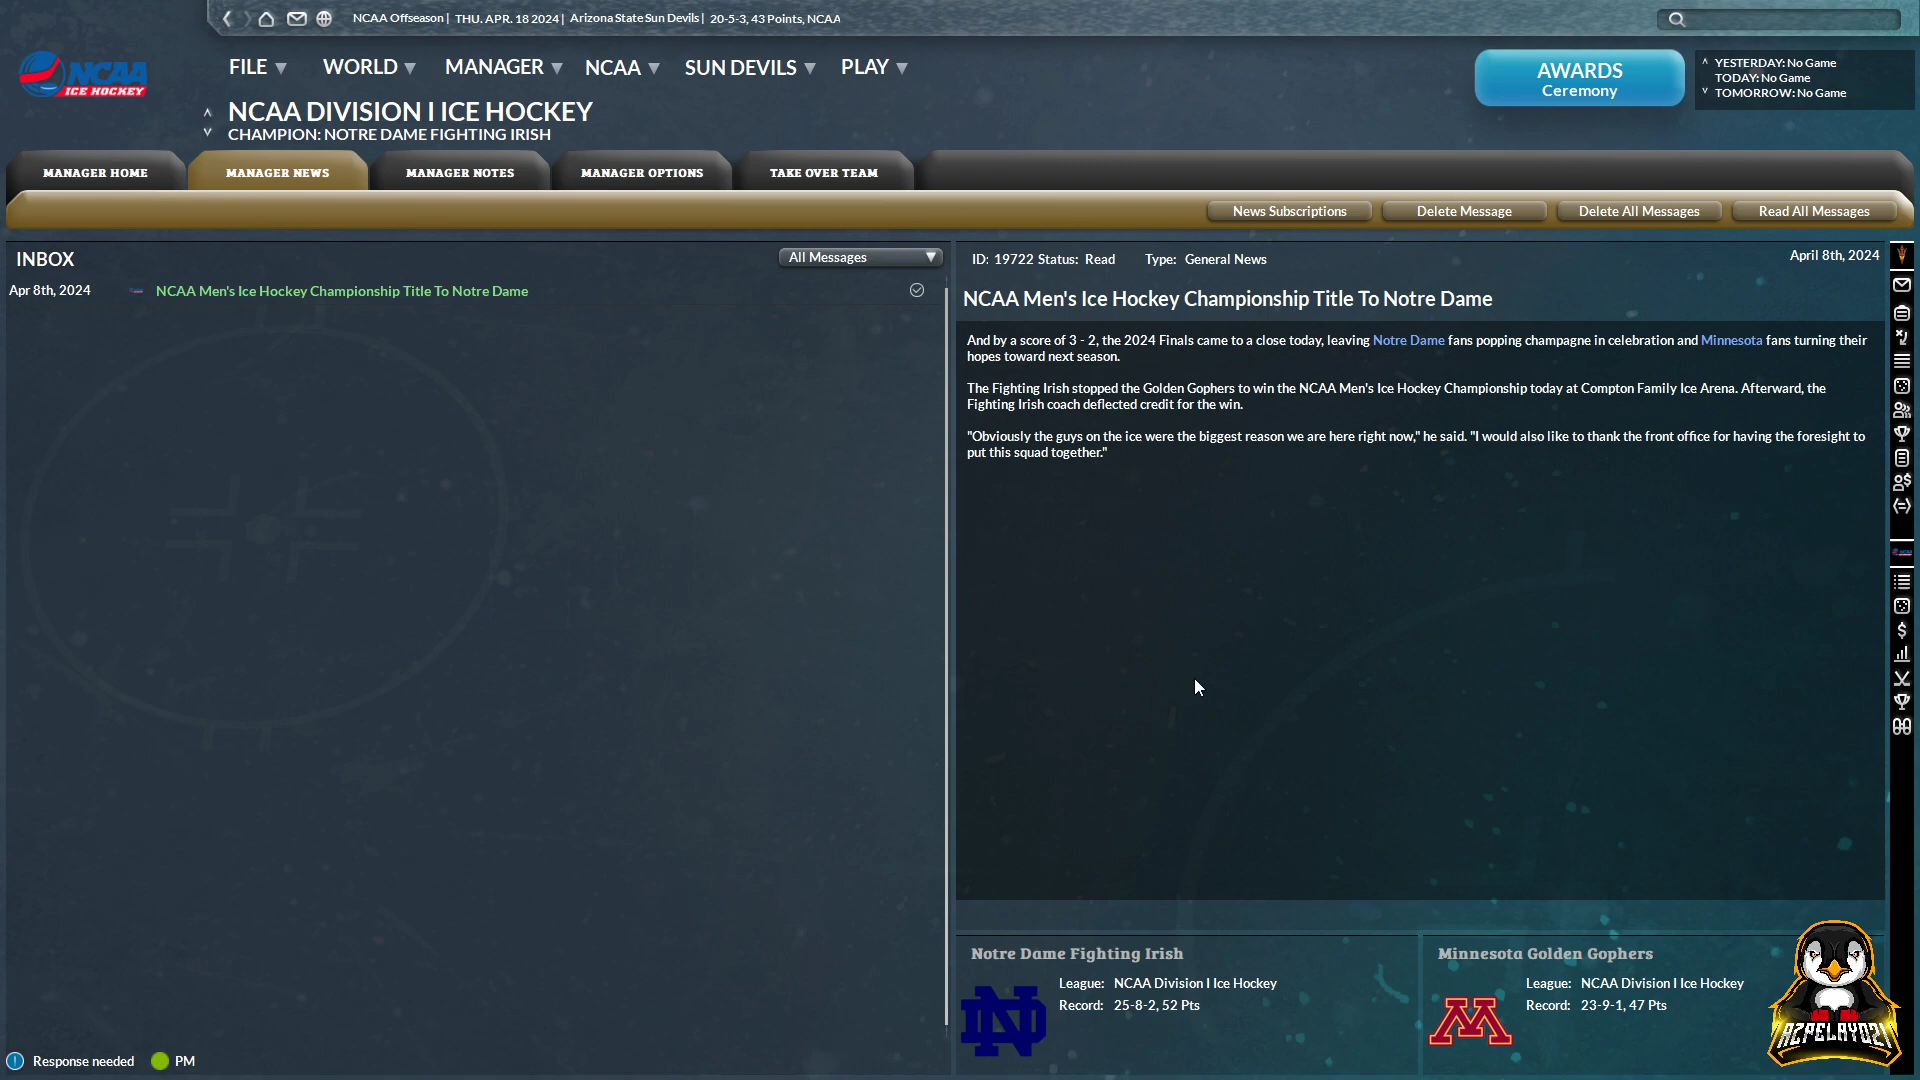 NCAA Offseason | THU. APR. 18 2024 | Arizona State Sun Devils | 20-5-3, 43 Points, NCAA
NCAA
ICE HOCKEY
FILE WORLD MANAGER NCAA SUN DEVILS PLAY
NCAA DIVISION I ICE HOCKEY
CHAMPION: NOTRE DAME FIGHTING IRISH
AWARDS
Ceremony
YESTERDAY: No Game
TODAY: No Game
TOMORROW: No Game
MANAGER HOME MANAGER NEWS MANAGER NOTES MANAGER OPTIONS TAKE OVER TEAM
News Subscriptions Delete Message Delete All Messages Read All Messages
INBOX
All Messages
Apr 8th, 2024 NCAA Men's Ice Hockey Championship Title To Notre Dame
ID: 19722 Status: Read Type: General News April 8th, 2024
NCAA Men's Ice Hockey Championship Title To Notre Dame
And by a score of 3 - 2, the 2024 Finals came to a close today, leaving Notre Dame fans popping champagne in celebration and Minnesota fans turning their
hopes toward next season.
The Fighting Irish stopped the Golden Gophers to win the NCAA Men's Ice Hockey Championship today at Compton Family Ice Arena. Afterward, the
Fighting Irish coach deflected credit for the win.
"Obviously the guys on the ice were the biggest reason we are here right now," he said. "I would also like to thank the front office for having the foresight to
put this squad together."
Notre Dame Fighting Irish
League: NCAA Division I Ice Hockey
Record: 25-8-2, 52 Pts
Minnesota Golden Gophers
League: NCAA Division I Ice Hockey
Record: 23-9-1, 47 Pts
AZPELAYO21
Response needed PM